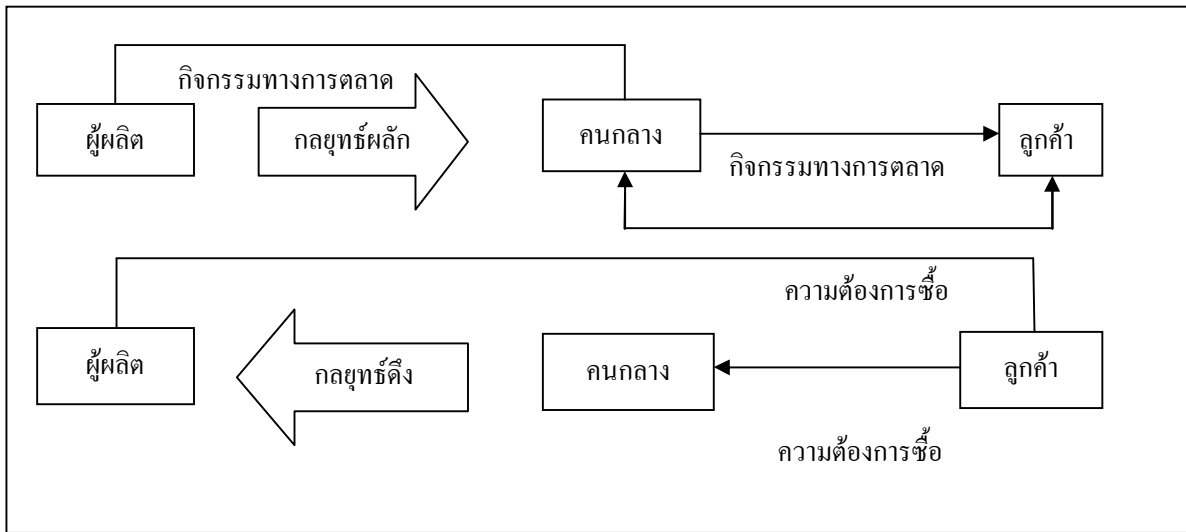 กิจกรรมทางการตลาด
ผู้ผลิต
กลยุทธ์ผลัก
คนกลาง
ลูกค้า
กิจกรรมทางการตลาด
ความต้องการซื้อ
ผู้ผลิต
กลยุทธ์ดึง
คนกลาง
ลูกค้า
ความต้องการซื้อ